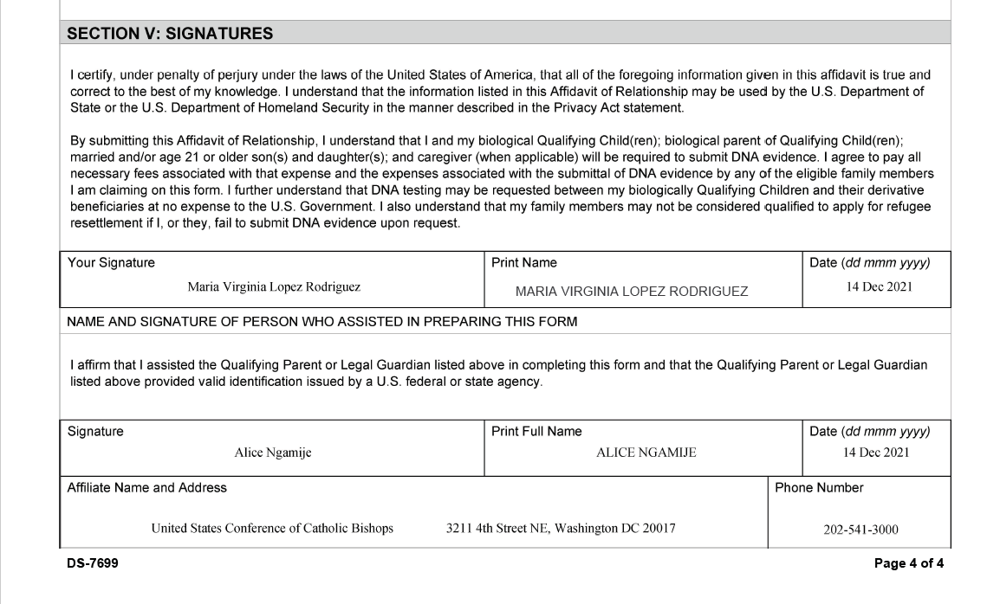 SECTION V: SIGNATURES
I certify, under penalty of perjury under the laws of the United States of America, that all of the foregoing information given in this affidavit is true and
correct to the best of my knowledge. I understand that the information listed in this Affidavit of Relationship may be used by the U.S. Department of
State or the U.S. Department of Homeland Security in the manner described in the Privacy Act statement.
By submitting this Affidavit of Relationship, I understand that I and my biological Qualifying Child(ren); biological parent of Qualifying Child(ren);
married and/or age 21 or older son(s) and daughter(s); and caregiver (when applicable) will be required to submit DNA evidence. I agree to pay all
necessary fees associated with that expense and the expenses associated with the submittal of DNA evidence by any of the eligible family members
I am claiming on this form. I further understand that DNA testing may be requested between my biologically Qualifying Children and their derivative
beneficiaries at no expense to the U.S. Government. I also understand that my family members may not be considered qualified to apply for refugee
resettlement if I, or they, fail to submit DNA evidence upon request.
Your Signature Print Name Date (dd mmm yyyy)
Maria Virginia Lopez Rodriguez MARIA VIRGINIA LOPEZ RODRIGUEZ 14 Dec 2021
NAME AND SIGNATURE OF PERSON WHO ASSISTED IN PREPARING THIS FORM
I affirm that I assisted the Qualifying Parent or Legal Guardian listed above in completing this form and that the Qualifying Parent or Legal Guardian
listed above provided valid identification issued by a U.S. federal or state agency.
Signature Print Full Name Date (dd mmm yyyy)
Alice Ngamije ALICE NGAMIJE 14 Dec 2021
Affiliate Name and Address Phone Number
United States Conference of Catholic Bishops 3211 4th Street NE, Washington DC 20017 202-541-3000
DS-7699 Page 4 of 4